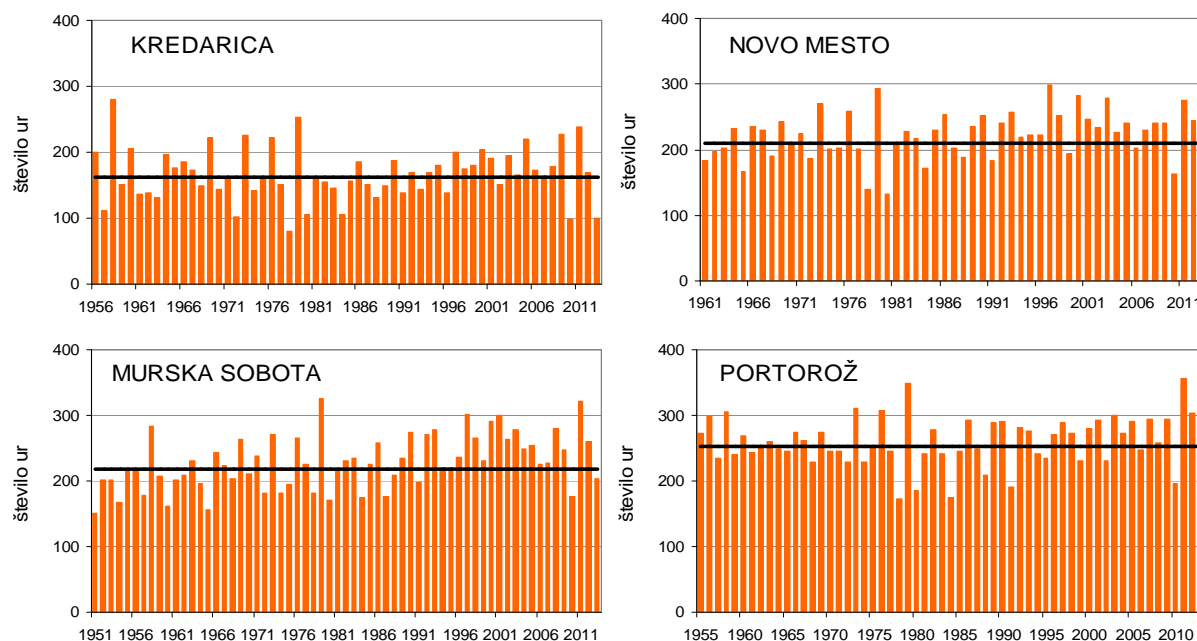 KREDARICA
število ur
400
300
200
100
0
1956 1961 1966 1971 1976 1981 1986 1991 1996 2001 2006 2011
NOVO MESTO
število ur
400
300
200
100
0
1961 1966 1971 1976 1981 1986 1991 1996 2001 2006 2011
MURSKA SOBOTA
število ur
400
300
200
100
0
1951 1956 1961 1966 1971 1976 1981 1986 1991 1996 2001 2006 2011
PORTOROŽ
število ur
400
300
200
100
0
1955 1960 1965 1970 1975 1980 1985 1990 1995 2000 2005 2010